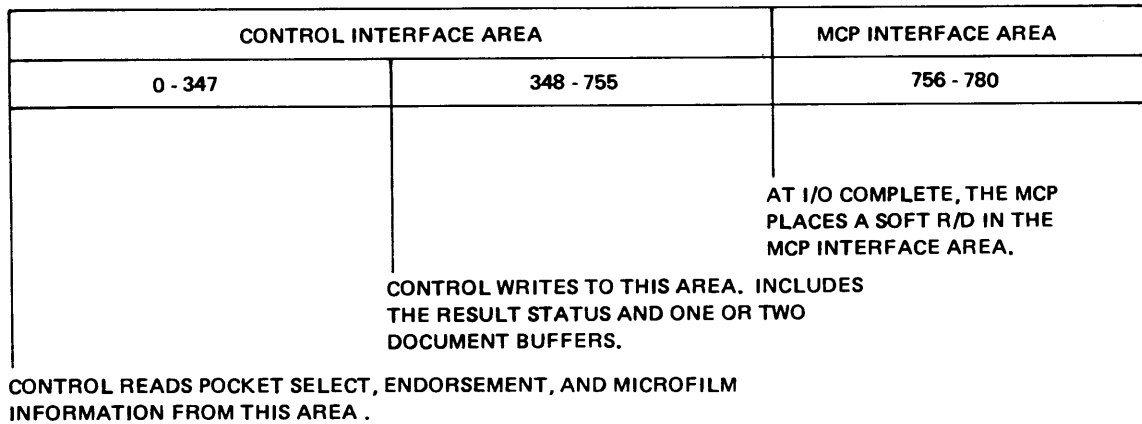 CONTROL INTERFACE AREA
MCP INTERFACE AREA
0 - 347
348 - 755
756 - 780
AT I/O COMPLETE, THE MCP
PLACES A SOFT R/D IN THE
MCP INTERFACE AREA.
CONTROL WRITES TO THIS AREA. INCLUDES
THE RESULT STATUS AND ONE OR TWO
DOCUMENT BUFFERS.
CONTROL READS POCKET SELECT, ENDORSEMENT, AND MICROFILM
INFORMATION FROM THIS AREA .